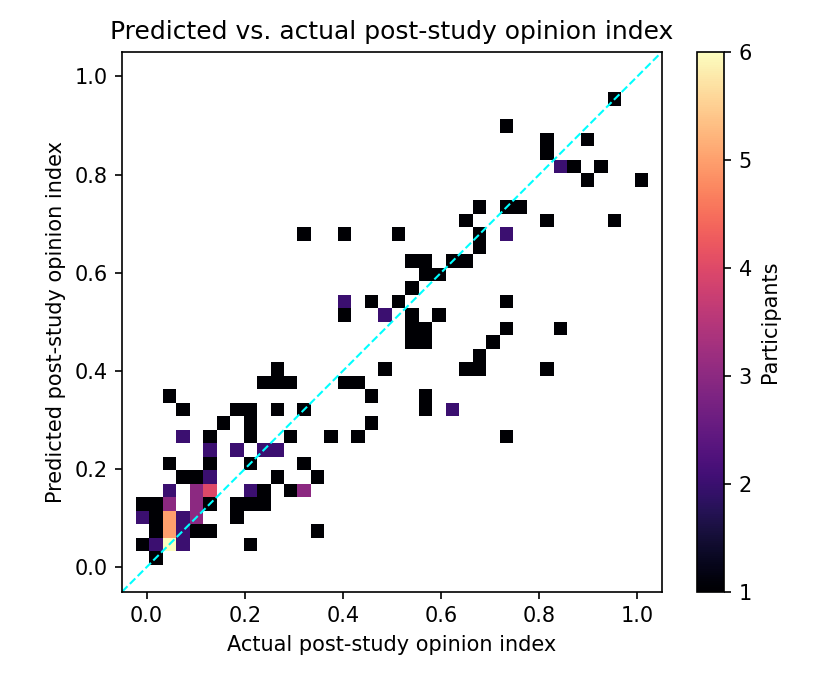 Predicted vs. actual post-study opinion index
Predicted post-study opinion index
1.0
0.8
0.6
0.4
0.2
0.0
0.0 0.2 0.4 0.6 0.8 1.0
Actual post-study opinion index
6
5
4
3
2
1
Participants